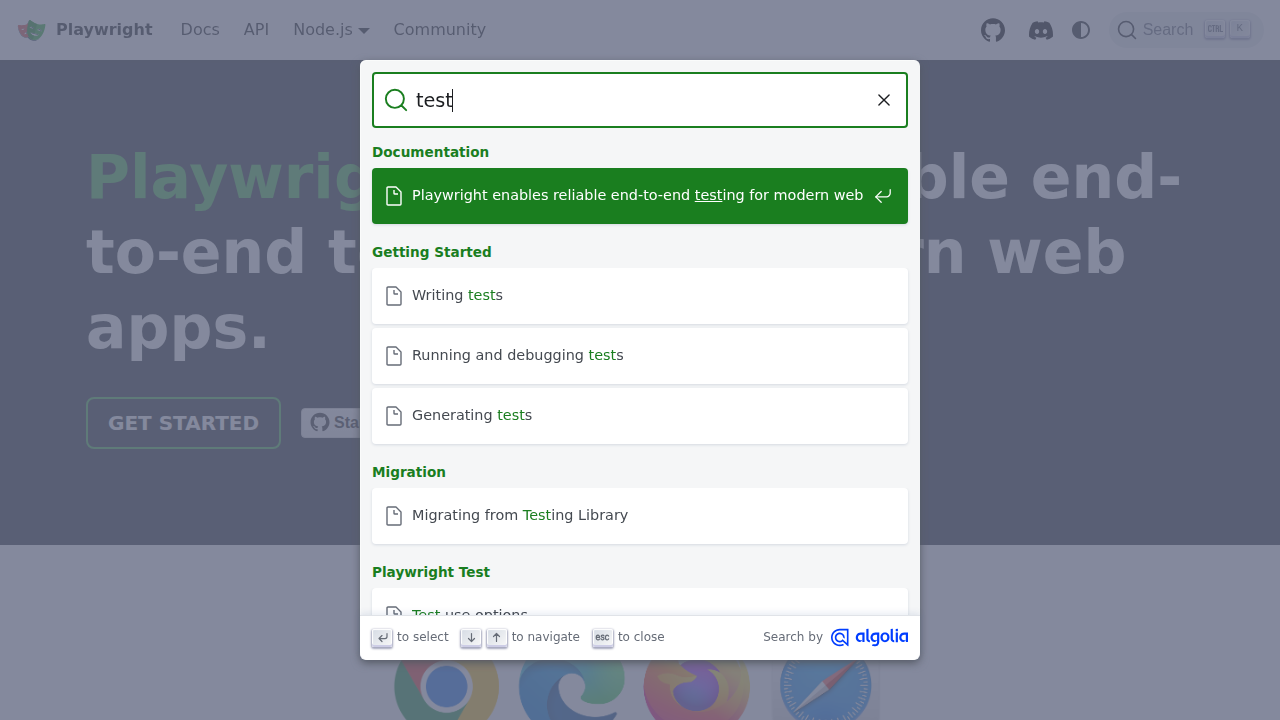 Playwright Docs API Node.js Community Search CTRL K
test
Documentation
Playwright enables reliable end-to-end testing for modern web
Getting Started
Writing tests
Running and debugging tests
Generating tests
Migration
Migrating from Testing Library
Playwright Test
Test use options
to select to navigate esc to close Search by algolia
ble end-
to-end t n web
apps.
GET STARTED Sta